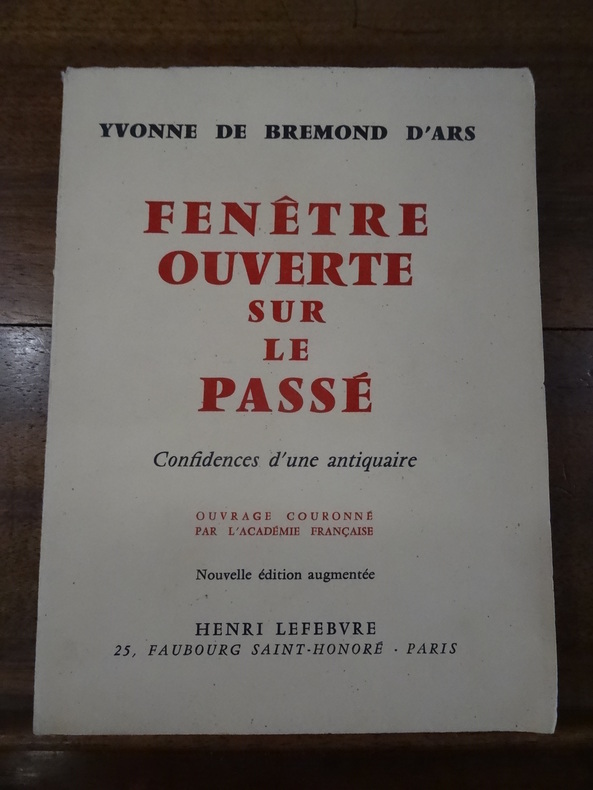 YVONNE DE BREMOND D'ARS
FENÊTRE
OUVERTE
SUR
LE
PASSÉ
Confidences d'une antiquaire
OUVRAGE COURONNÉ
PAR L'ACADÉMIE FRANÇAISE
Nouvelle édition augmentée
HENRI LEFEBVRE
25, FAUBOURG SAINT-HONORÉ · PARIS